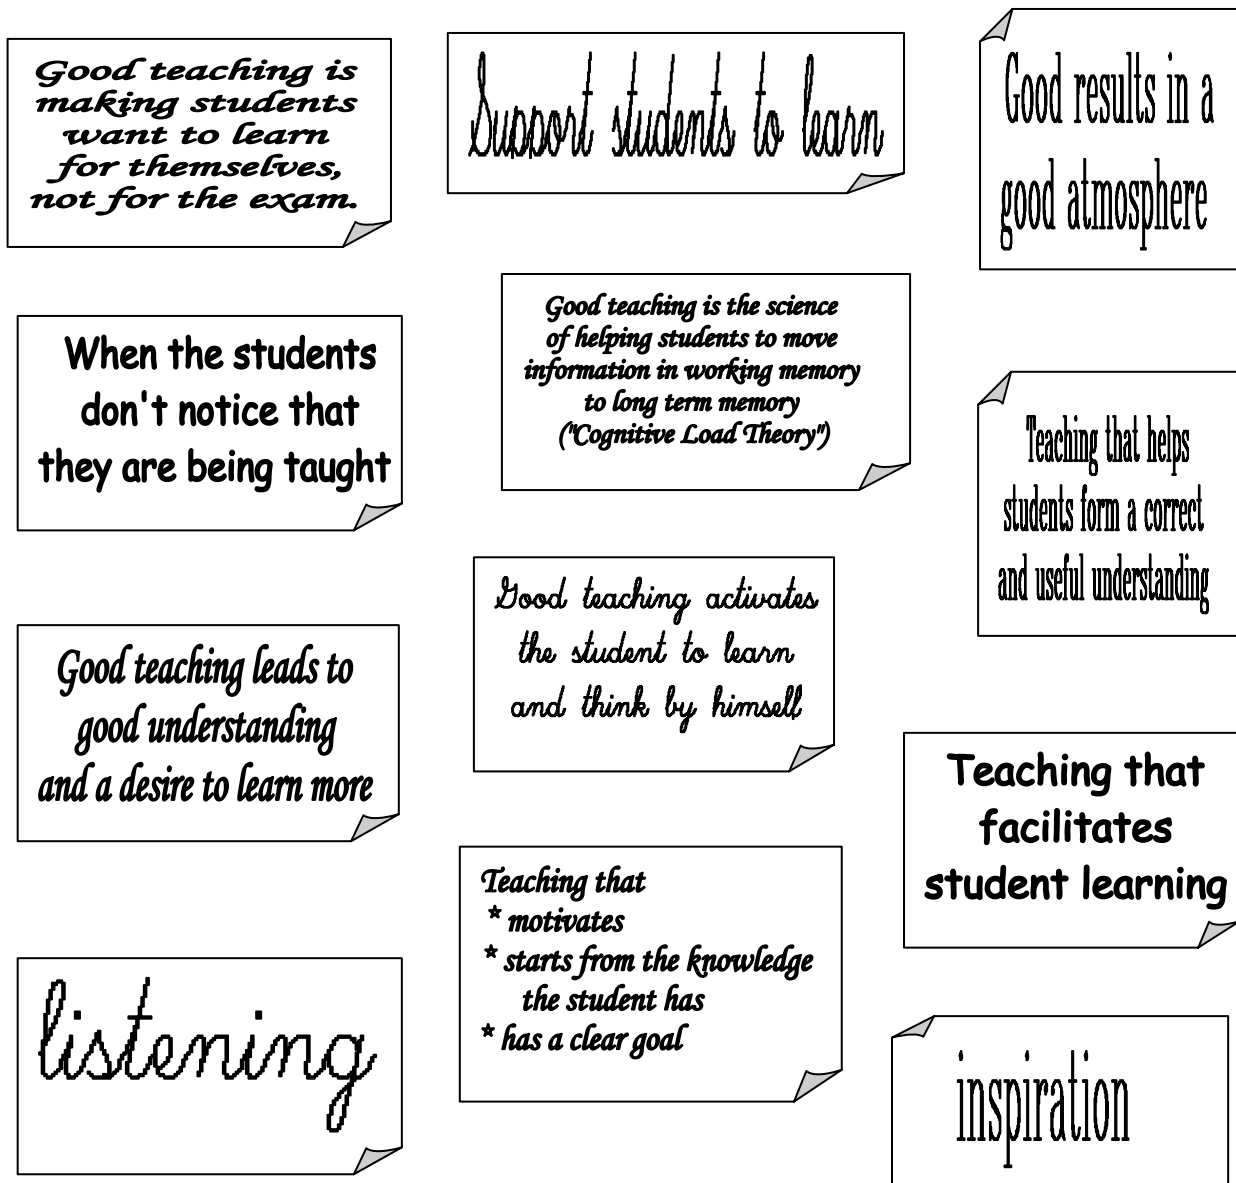 Good teaching is
making students
want to learn
for themselves,
not for the exam.
Support students to learn
Good results in a
good atmosphere
When the students
don't notice that
they are being taught
Good teaching is the science
of helping students to move
information in working memory
to long term memory
("Cognitive Load Theory")
Teaching that helps
students form a correct
and useful understanding
Good teaching leads to
good understanding
and a desire to learn more
Good teaching activates
the student to learn
and think by himself
Teaching that
facilitates
student learning
listening
Teaching that
* motivates
* starts from the knowledge
the student has
* has a clear goal
inspiration